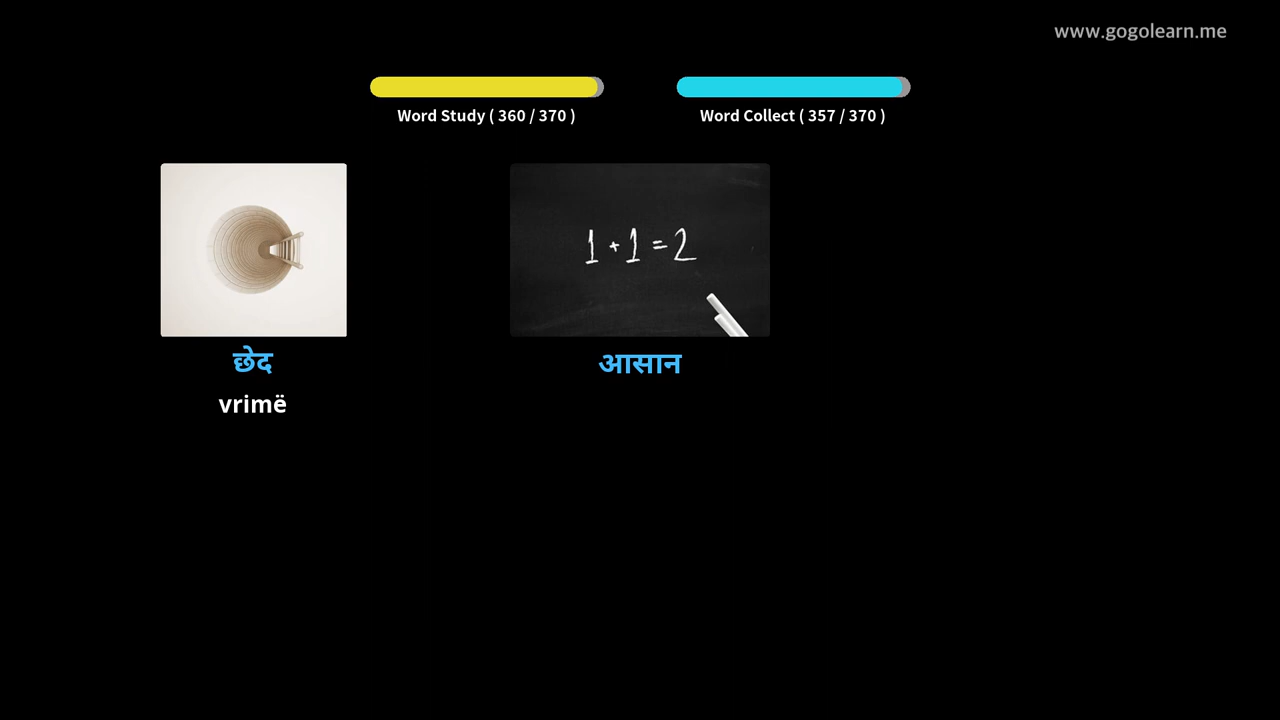 www.gogolearn.me
Word Study ( 360 / 370 )
Word Collect ( 357 / 370 )
1 + 1 = 2
छेद
आसान
vrimë